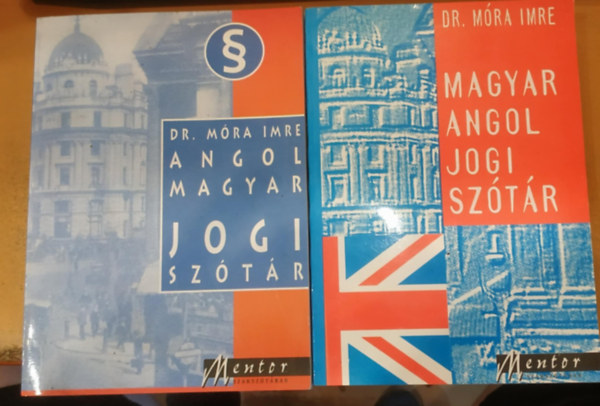 §
DR. MÓRA IMRE
ANGOL
MAGYAR
JOGI
SZÓTÁR
Mentor
DR. MÓRA IMRE
MAGYAR
ANGOL
JOGI
SZÓTÁR
Mentor